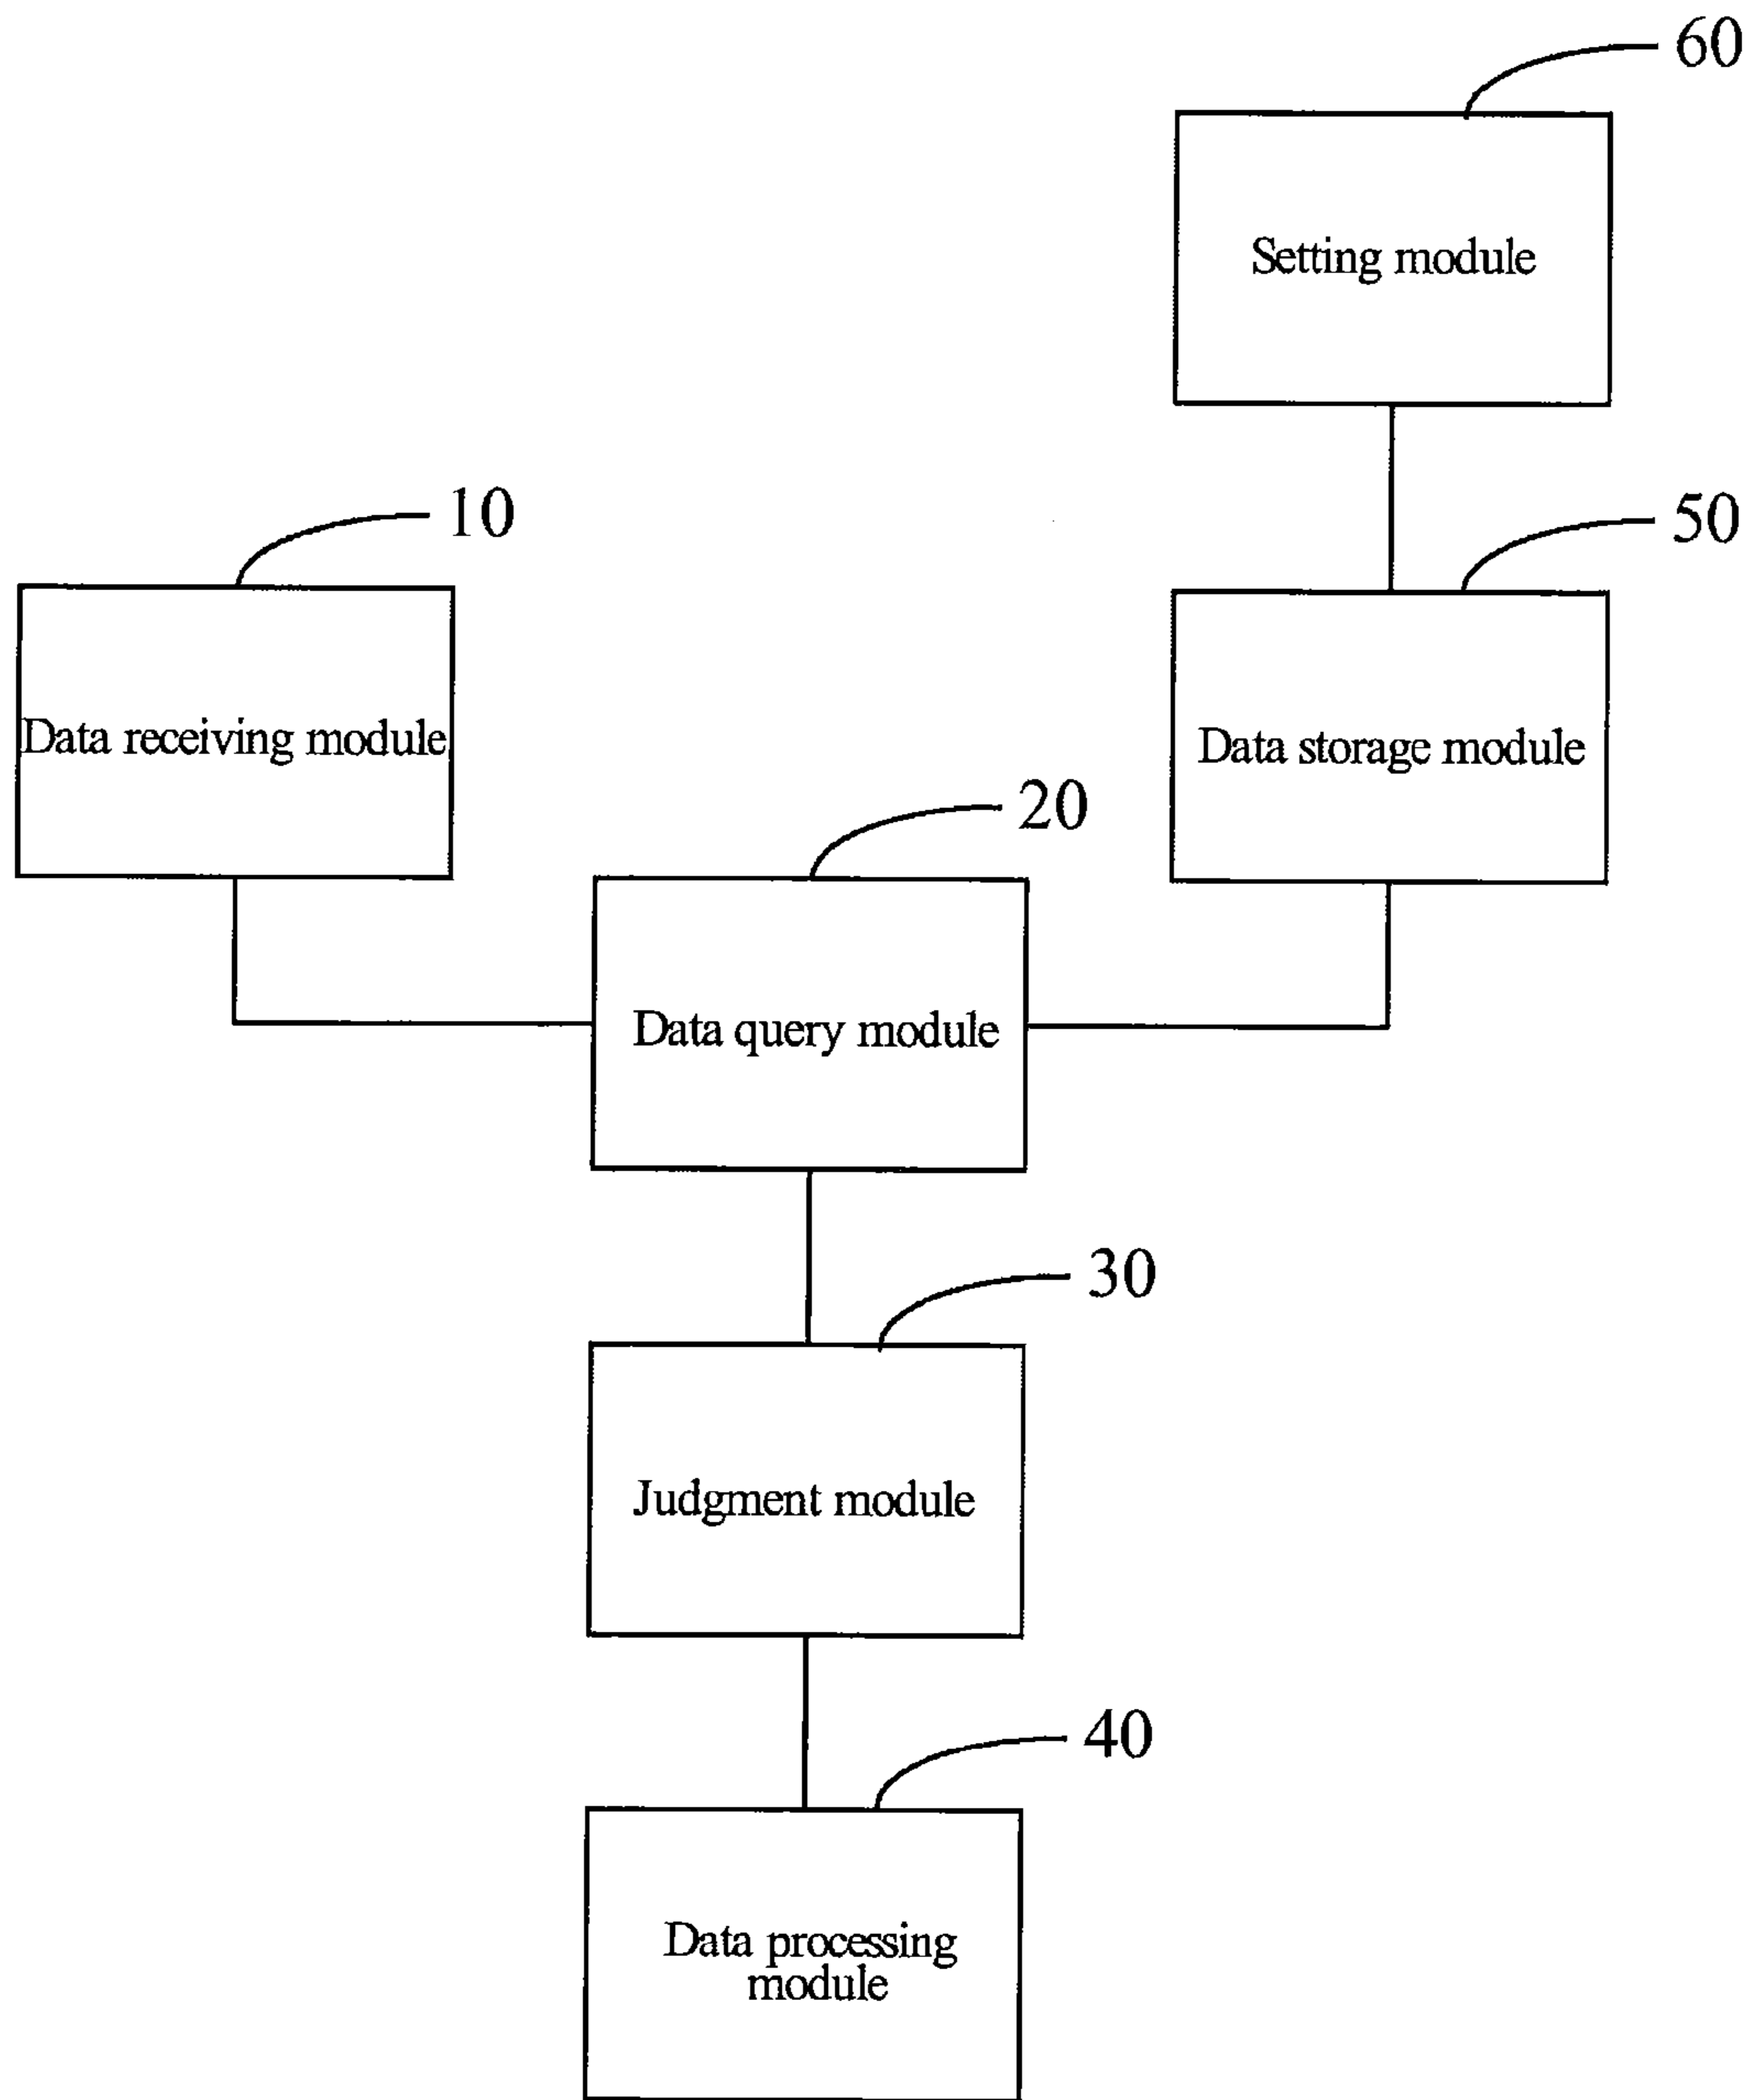 60
Setting module
10
50
Data receiving module
Data storage module
20
Data query module
30
Judgment module
40
Data processing
module